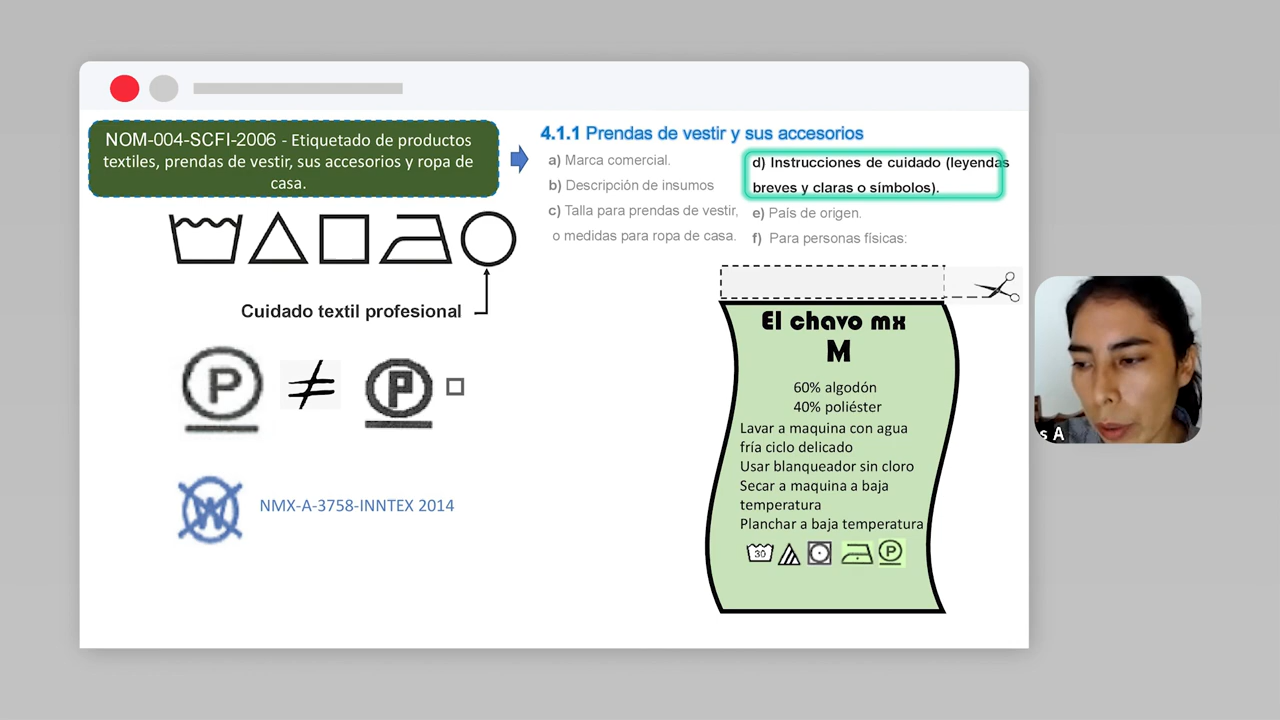 NOM-004-SCFI-2006 - Etiquetado de productos
textiles, prendas de vestir, sus accesorios y ropa de
casa.
4.1.1 Prendas de vestir y sus accesorios
a) Marca comercial.
b) Descripción de insumos
c) Talla para prendas de vestir,
o medidas para ropa de casa.
d) Instrucciones de cuidado (leyendas
breves y claras o símbolos).
e) País de origen.
f) Para personas físicas:
Cuidado textil profesional
P ≠ P
W
NMX-A-3758-INNTEX 2014
El chavo mx
M
60% algodón
40% poliéster
Lavar a maquina con agua
fría ciclo delicado
Usar blanqueador sin cloro
Secar a maquina a baja
temperatura
Planchar a baja temperatura
30 P
s A